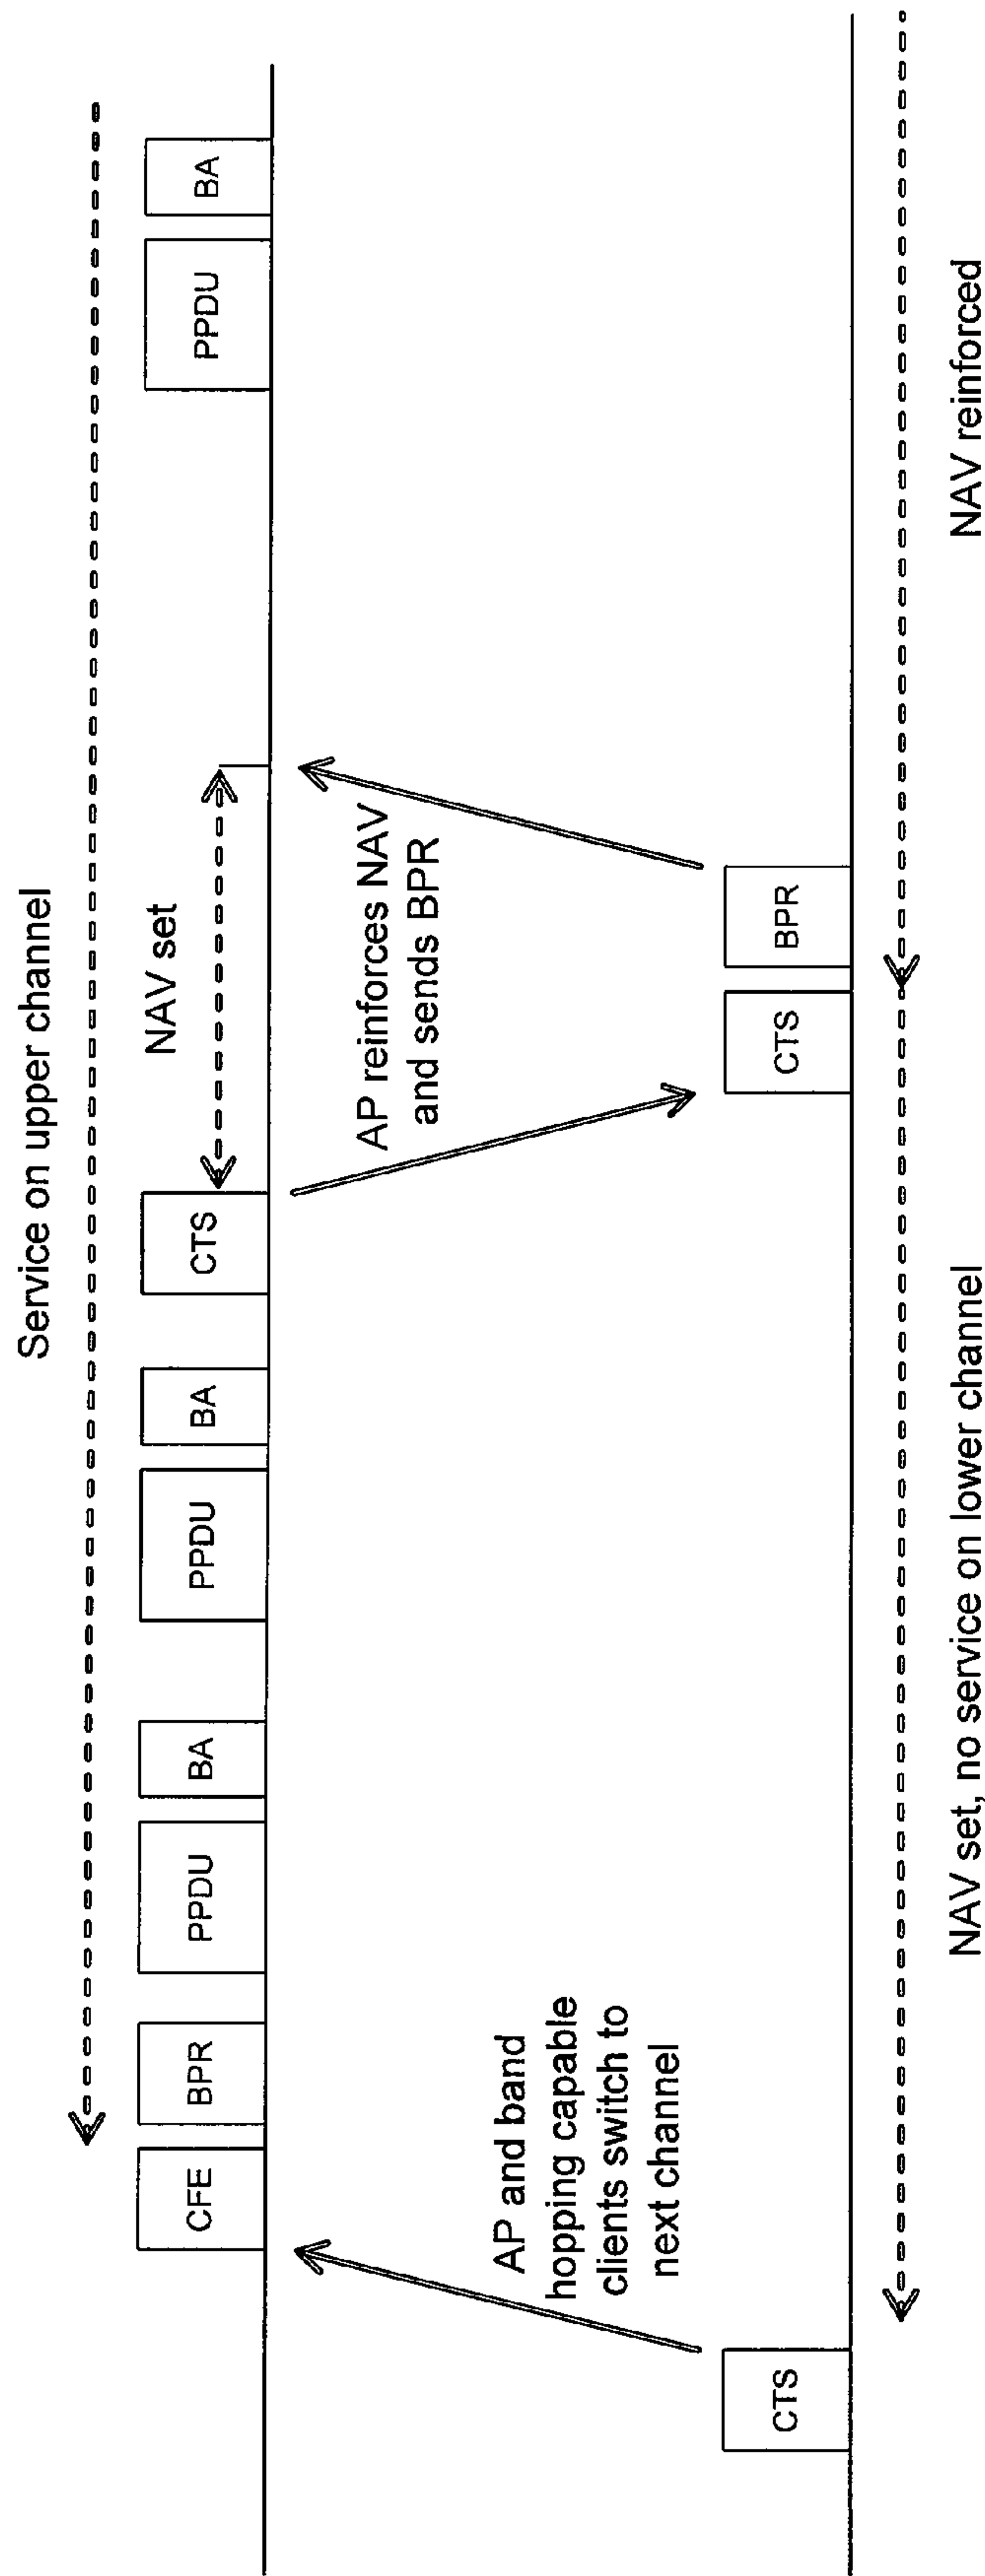 Service on upper channel
NAV set
CFE
BPR
PPDU
BA
PPDU
BA
CTS
PPDU
BA
AP and band
hopping capable
clients switch to
next channel
AP reinforces NAV
and sends BPR
CTS
CTS
BPR
NAV set, no service on lower channel
NAV reinforced